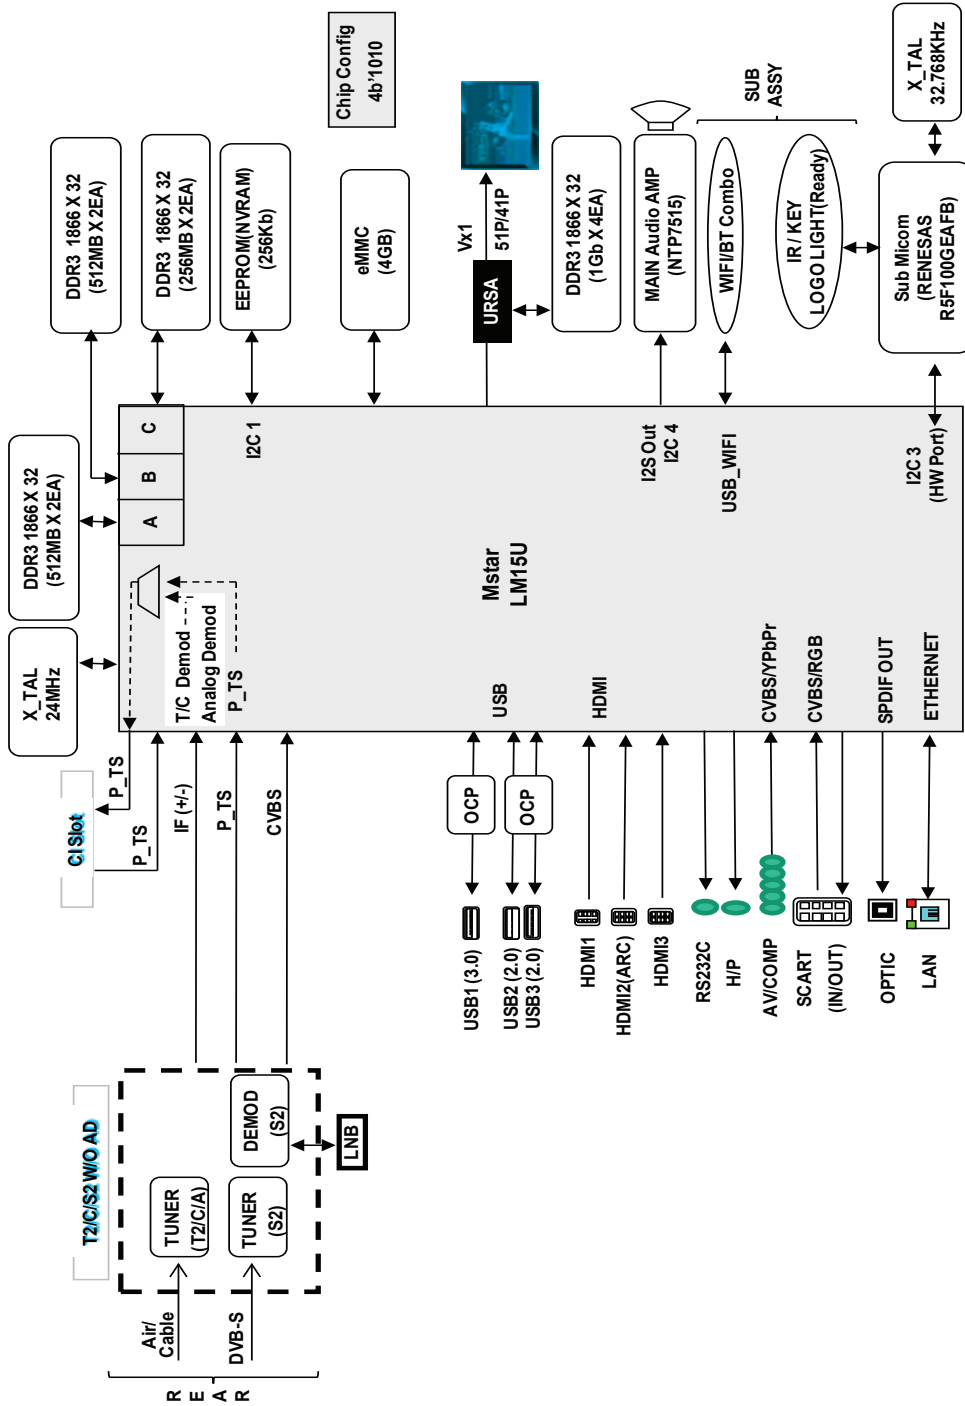 REAR
Air/
Cable
DVB-S
T2/C/S2 W/O AD
TUNER
(T2/C/A)
TUNER
(S2)
DEMOD
(S2)
LNB
CI Slot
P_TS
P_TS
IF (+/-)
P_TS
CVBS
USB1 (3.0)
USB2 (2.0)
USB3 (2.0)
OCP
OCP
HDMI1
HDMI2(ARC)
HDMI3
RS232C
H/P
AV/COMP
SCART
(IN/OUT)
OPTIC
LAN
X_TAL
24MHz
DDR3 1866 X 32
(512MB X 2EA)
T/C Demod
Analog Demod
P_TS
A
B
C
USB
HDMI
CVBS/YPbPr
CVBS/RGB
SPDIF OUT
ETHERNET
Mstar
LM15U
I2C 1
I2S Out
I2C 4
USB_WIFI
I2C 3
(HW Port)
DDR3 1866 X 32
(512MB X 2EA)
DDR3 1866 X 32
(256MB X 2EA)
EEPROM(NVRAM)
(256Kb)
eMMC
(4GB)
Chip Config
4b'1010
URSA
Vx1
51P/41P
DDR3 1866 X 32
(1Gb X 4EA)
MAIN Audio AMP
(NTP7515)
WIFI/BT Combo
IR / KEY
LOGO LIGHT(Ready)
SUB
ASSY
Sub Micom
(RENESAS
R5F100GEAFB)
X_TAL
32.768KHz